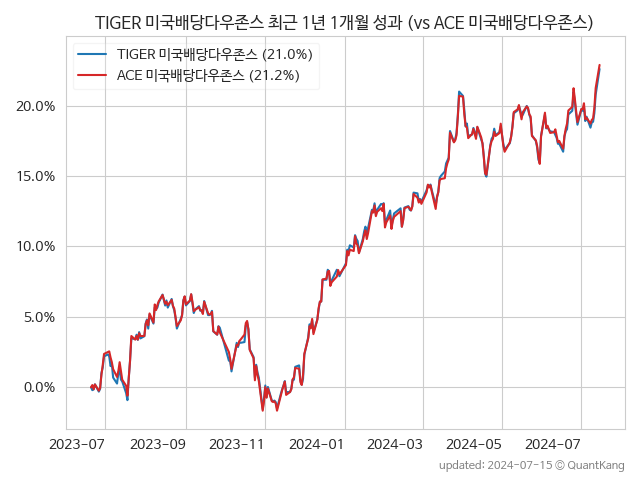 TIGER 미국배당다우존스 최근 1년 1개월 성과 (vs ACE 미국배당다우존스)
TIGER 미국배당다우존스 (21.0%)
ACE 미국배당다우존스 (21.2%)
20.0%
15.0%
10.0%
5.0%
0.0%
2023-07 2023-09 2023-11 2024-01 2024-03 2024-05 2024-07
updated: 2024-07-15 © QuantKang